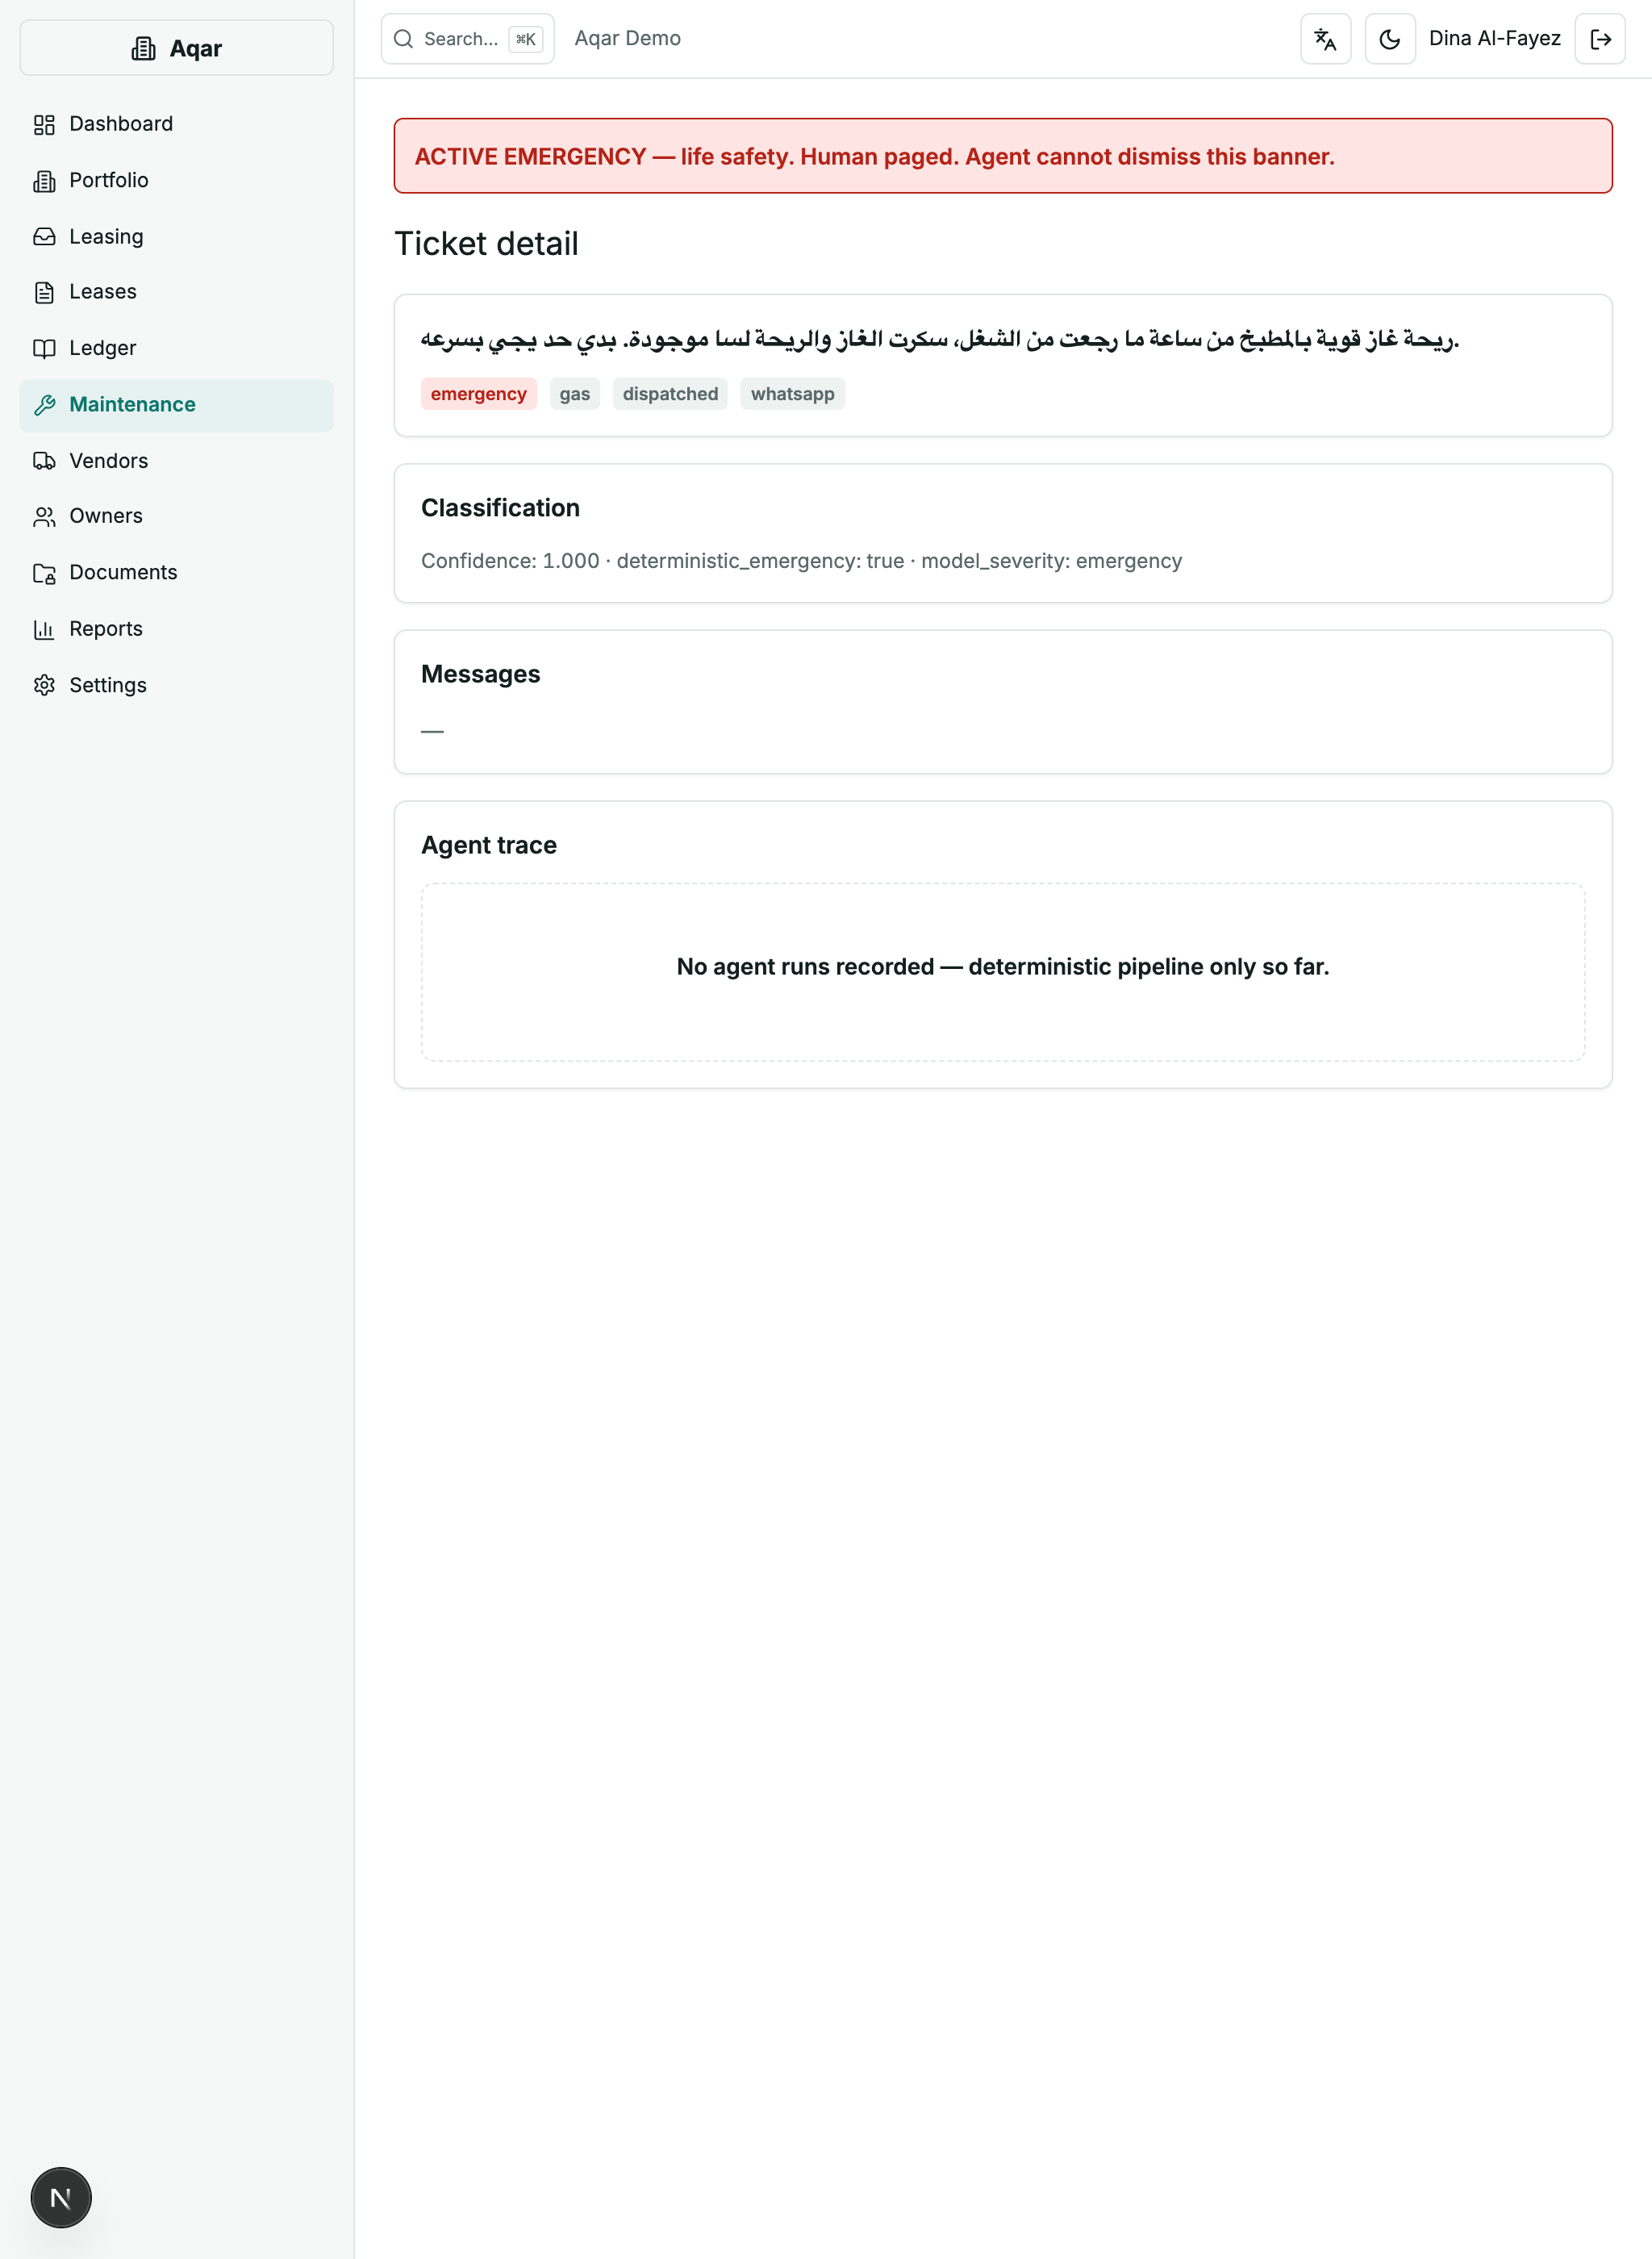 Aqar
Dashboard
Portfolio
Leasing
Leases
Ledger
Maintenance
Vendors
Owners
Documents
Reports
Settings
Search... ⌘K
Aqar Demo
Dina Al-Fayez
ACTIVE EMERGENCY — life safety. Human paged. Agent cannot dismiss this banner.
Ticket detail
ريحة غاز قوية بالمطبخ من ساعة ما رجعت من الشغل، سكرت الغاز والريحة لسا موجودة. بدي حد يجي بسرعه.
emergency gas dispatched whatsapp
Classification
Confidence: 1.000 · deterministic_emergency: true · model_severity: emergency
Messages
—
Agent trace
No agent runs recorded — deterministic pipeline only so far.
N